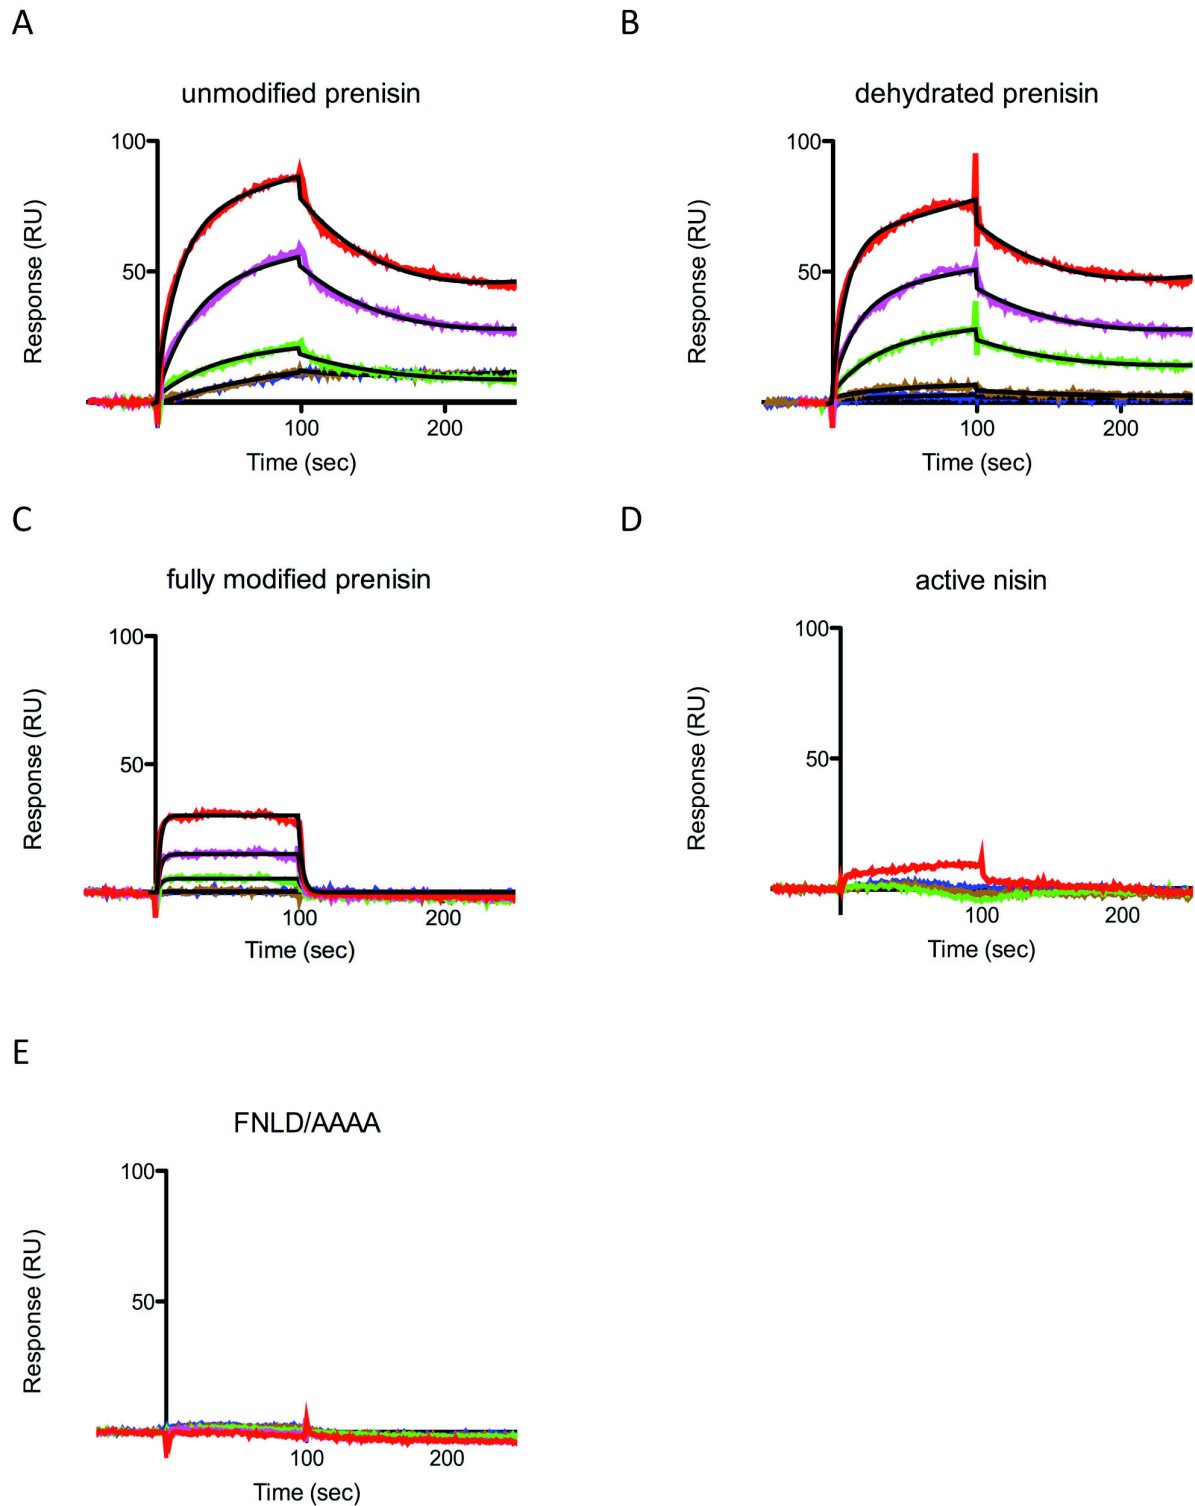 A
unmodified prenisin
100
50
Response (RU)
100
200
Time (sec)
B
dehydrated prenisin
100
50
Response (RU)
100
200
Time (sec)
C
fully modified prenisin
100
50
Response (RU)
100
200
Time (sec)
D
active nisin
100
50
Response (RU)
100
200
Time (sec)
E
FNLD/AAAA
100
50
Response (RU)
100
200
Time (sec)